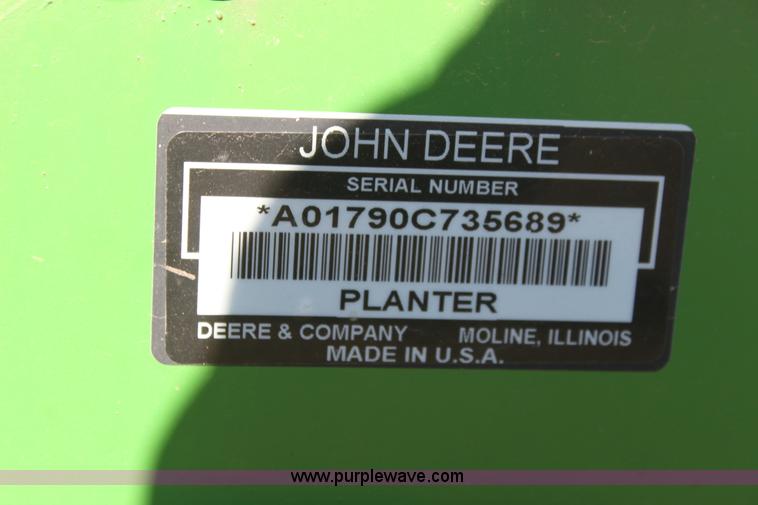 JOHN DEERE
SERIAL NUMBER
*A01790C735689*
PLANTER
DEERE & COMPANY MOLINE, ILLINOIS
MADE IN U.S.A.
www.purplewave.com